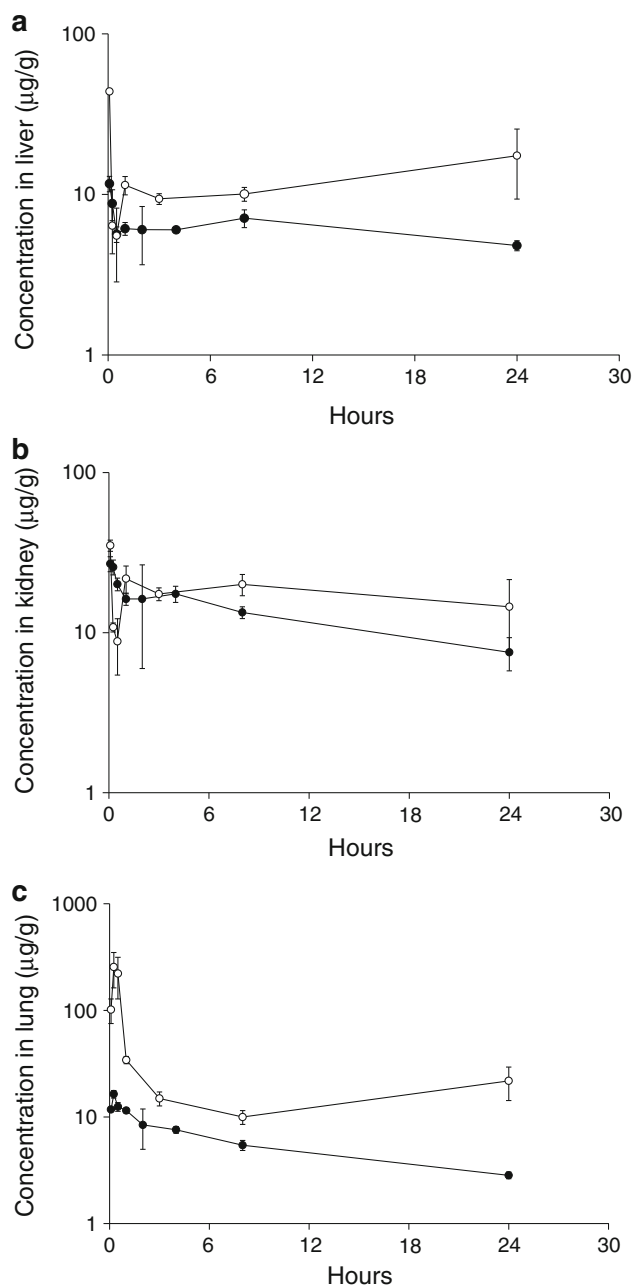 a
Concentration in liver (μg/g)
100
10
1
0 6 12 18 24 30
Hours
b
Concentration in kidney (μg/g)
100
10
1
0 6 12 18 24 30
Hours
c
Concentration in lung (μg/g)
1000
100
10
1
0 6 12 18 24 30
Hours